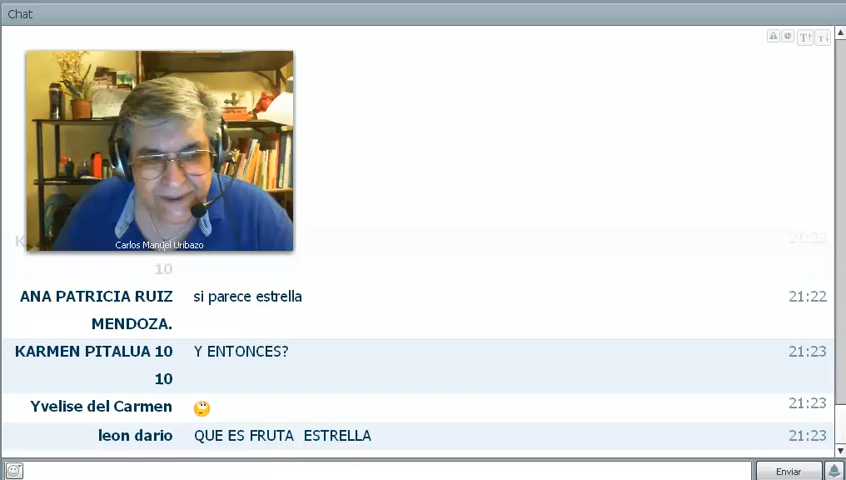 Chat
Carlos Manuel Uribazo
10
ANA PATRICIA RUIZ si parece estrella 21:22
MENDOZA.
KARMEN PITALUA 10 Y ENTONCES? 21:23
10
Yvelise del Carmen 21:23
leon dario QUE ES FRUTA ESTRELLA 21:23
Enviar